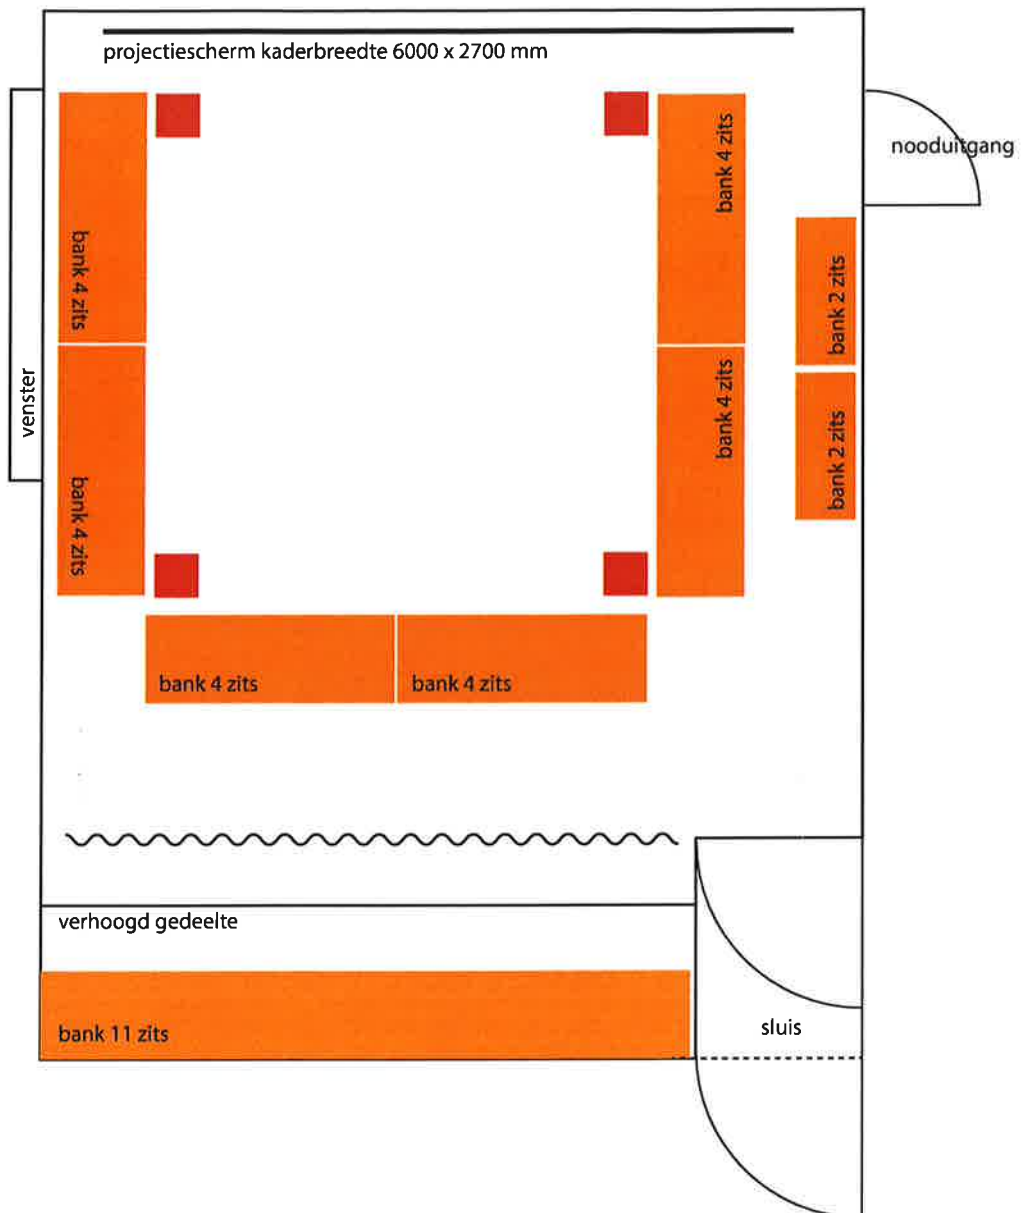 projectiescherm kaderbreedte 6000 x 2700 mm
nooduitgang
bank 4 zits
bank 4 zits
bank 2 zits
venster
bank 4 zits
bank 4 zits
bank 2 zits
bank 4 zits
bank 4 zits
verhoogd gedeelte
bank 11 zits
sluis